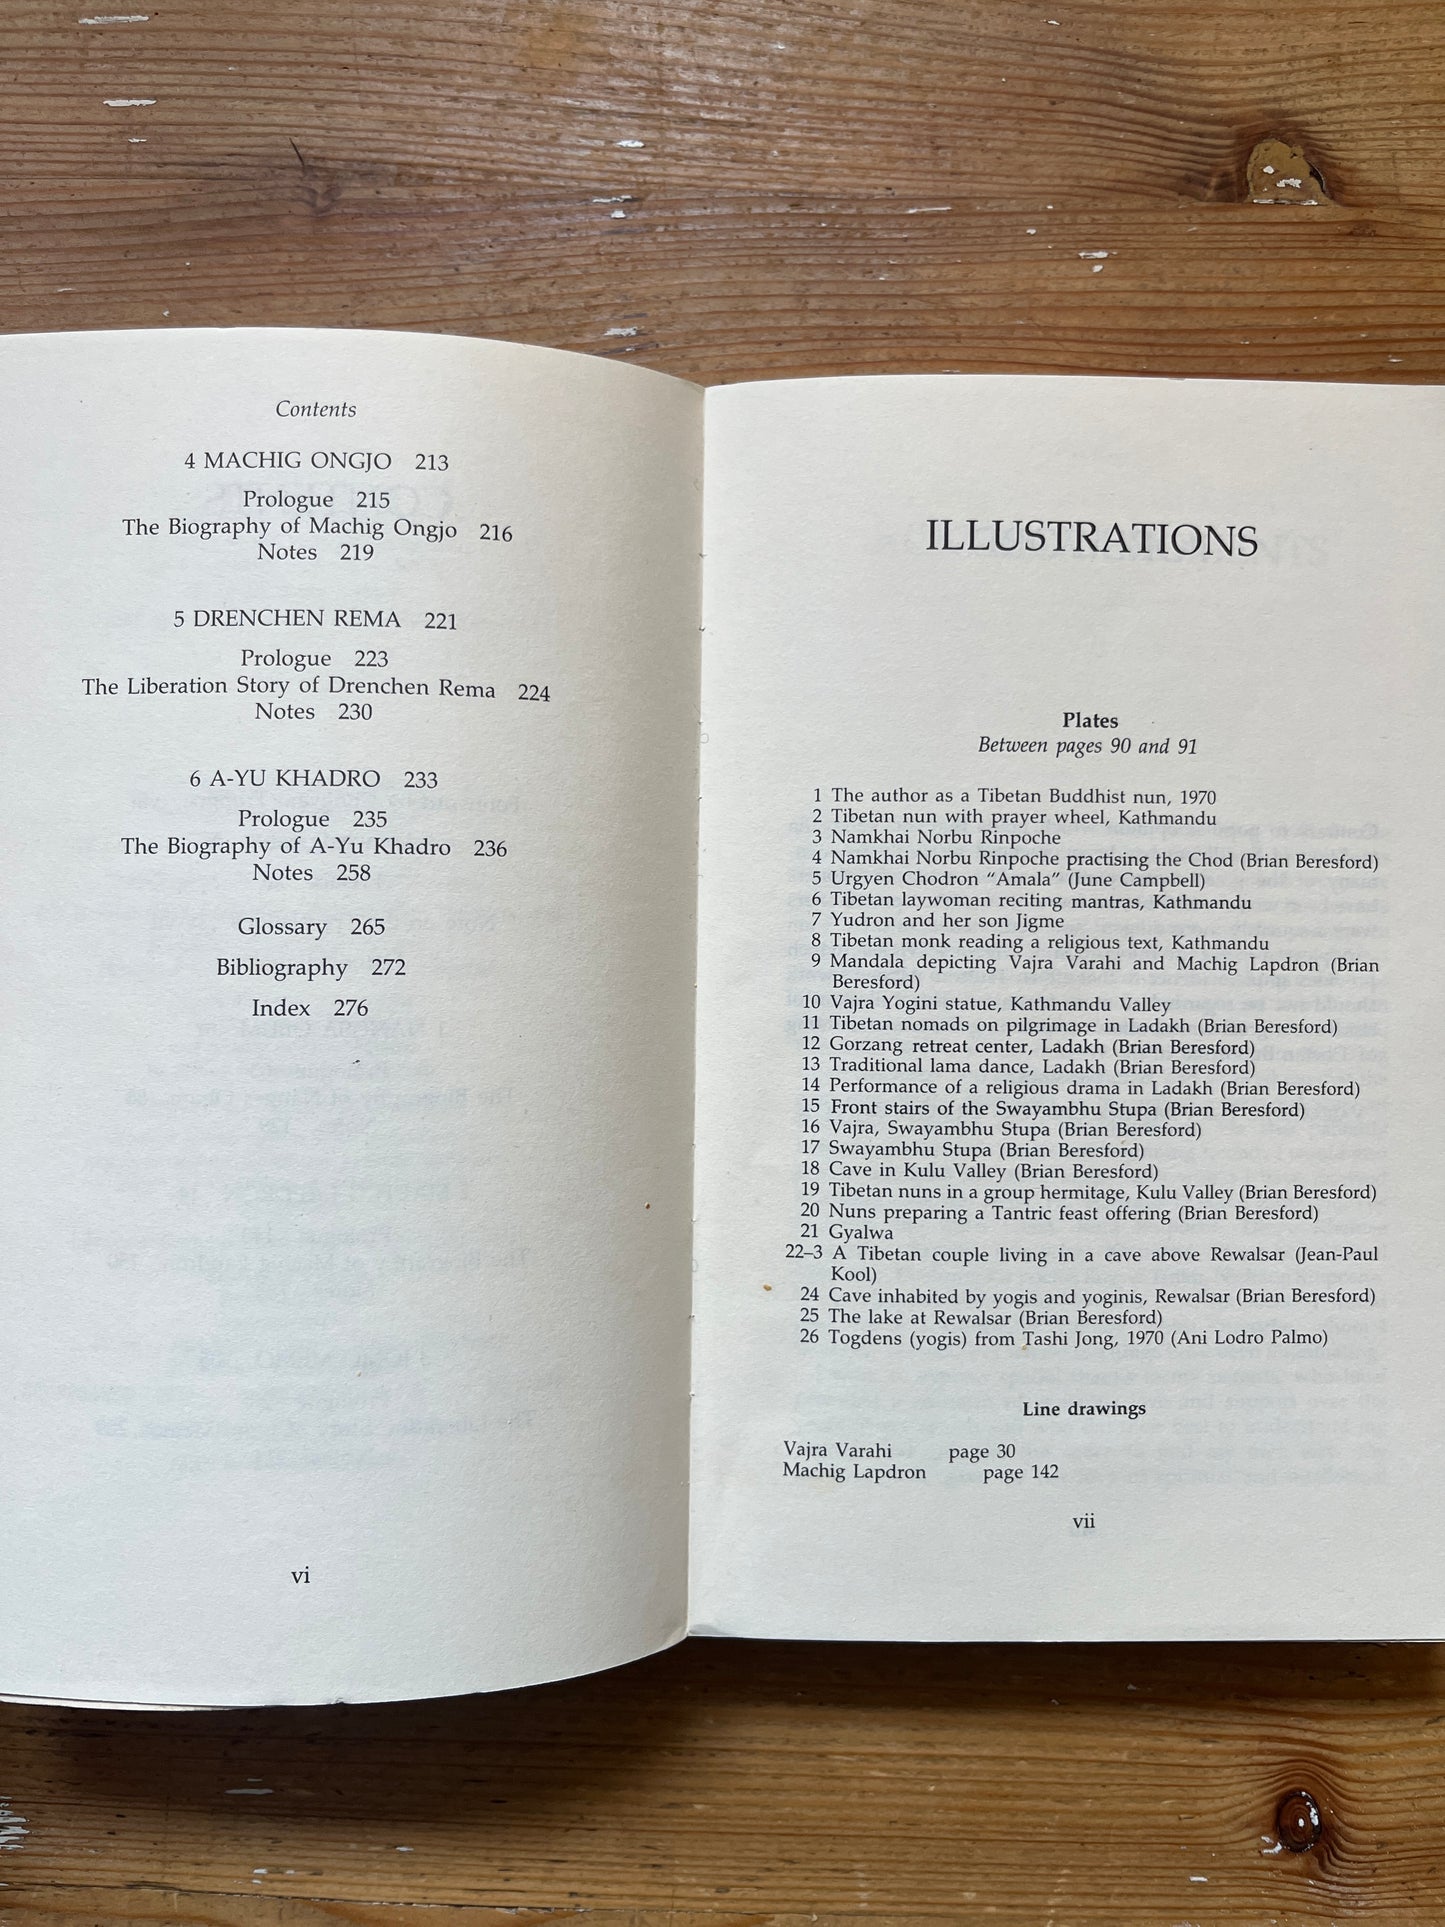 Contents
4 MACHIG ONGJO 213
Prologue 215
The Biography of Machig Ongjo 216
Notes 219
5 DRENCHEN REMA 221
Prologue 223
The Liberation Story of Drenchen Rema 224
Notes 230
6 A-YU KHADRO 233
Prologue 235
The Biography of A-Yu Khadro 236
Notes 258
Glossary 265
Bibliography 272
Index 276
vi
ILLUSTRATIONS
Plates
Between pages 90 and 91
1 The author as a Tibetan Buddhist nun, 1970
2 Tibetan nun with prayer wheel, Kathmandu
3 Namkhai Norbu Rinpoche
4 Namkhai Norbu Rinpoche practising the Chod (Brian Beresford)
5 Urgyen Chodron “Amala” (June Campbell)
6 Tibetan laywoman reciting mantras, Kathmandu
7 Yudron and her son Jigme
8 Tibetan monk reading a religious text, Kathmandu
9 Mandala depicting Vajra Varahi and Machig Lapdron (Brian
Beresford)
10 Vajra Yogini statue, Kathmandu Valley
11 Tibetan nomads on pilgrimage in Ladakh (Brian Beresford)
12 Gorzang retreat center, Ladakh (Brian Beresford)
13 Traditional lama dance, Ladakh (Brian Beresford)
14 Performance of a religious drama in Ladakh (Brian Beresford)
15 Front stairs of the Swayambhu Stupa (Brian Beresford)
16 Vajra, Swayambhu Stupa (Brian Beresford)
17 Swayambhu Stupa (Brian Beresford)
18 Cave in Kulu Valley (Brian Beresford)
19 Tibetan nuns in a group hermitage, Kulu Valley (Brian Beresford)
20 Nuns preparing a Tantric feast offering (Brian Beresford)
21 Gyalwa
22–3 A Tibetan couple living in a cave above Rewalsar (Jean-Paul
Kool)
24 Cave inhabited by yogis and yoginis, Rewalsar (Brian Beresford)
25 The lake at Rewalsar (Brian Beresford)
26 Togdens (yogis) from Tashi Jong, 1970 (Ani Lodro Palmo)
Line drawings
Vajra Varahi page 30
Machig Lapdron page 142
vii